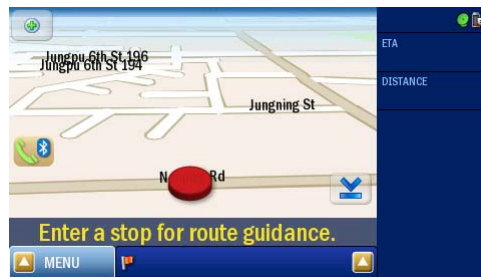 ETA
Jungpu 6th St 196
Jungpu 6th St 194
DISTANCE
Jungning St
Rd
Enter a stop for route guidance.
MENU